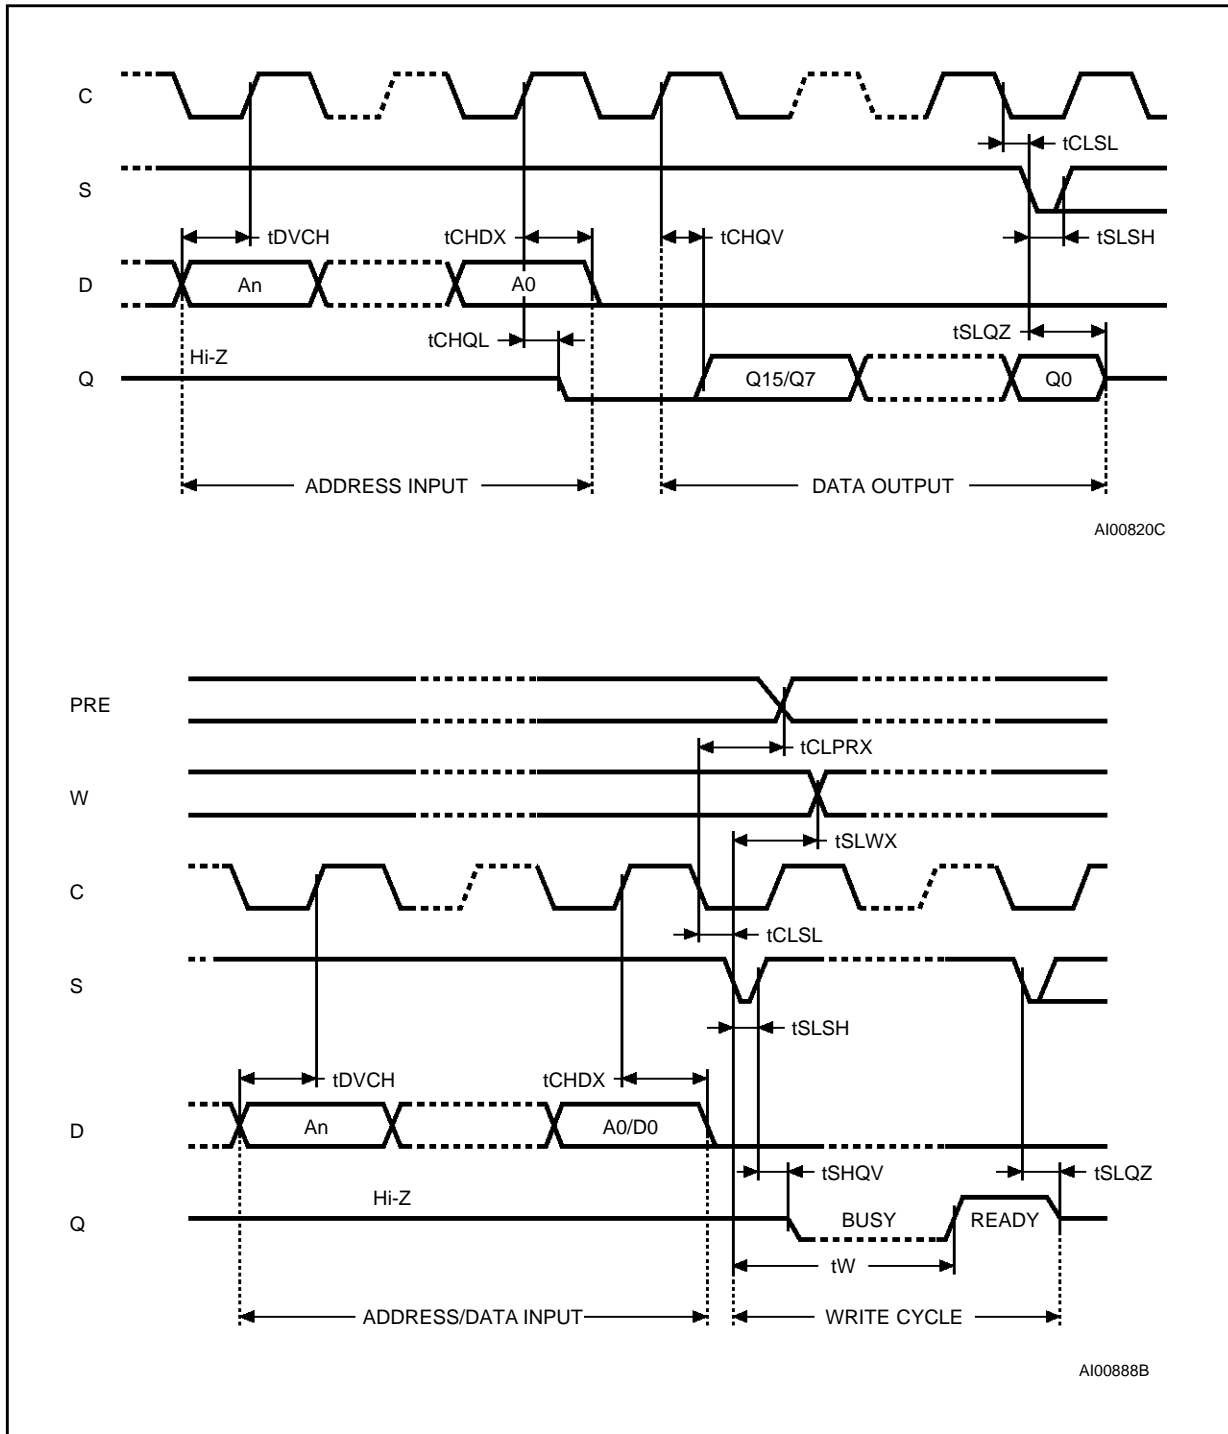 C
tCLSL
S
tDVCH
tCHDX
tCHQV
tSLSH
D
An
A0
tCHQL
tSLQZ
Hi-Z
Q
Q15/Q7
Q0
ADDRESS INPUT
DATA OUTPUT
AI00820C
PRE
tCLPRX
W
tSLWX
C
tCLSL
S
tSLSH
tDVCH
tCHDX
D
An
A0/D0
tSHQV
tSLQZ
Hi-Z
Q
BUSY
READY
tW
ADDRESS/DATA INPUT
WRITE CYCLE
AI00888B